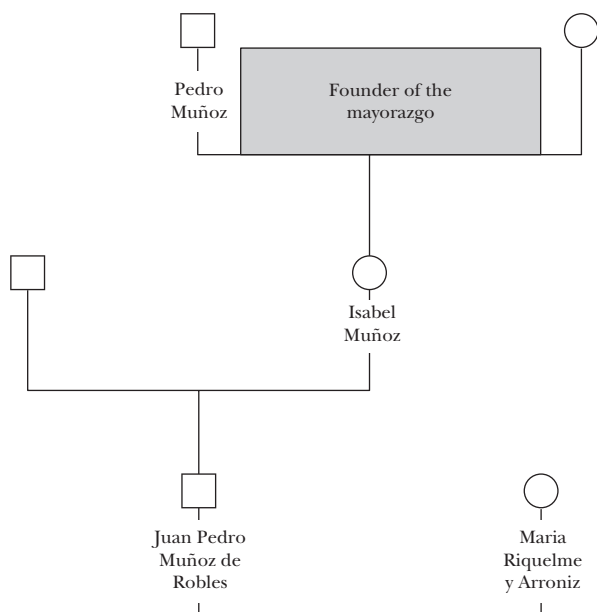 Pedro
Muñoz
Founder of the
mayorazgo
Isabel
Muñoz
Juan Pedro
Muñoz de
Robles
Maria
Riquelme
y Arroniz